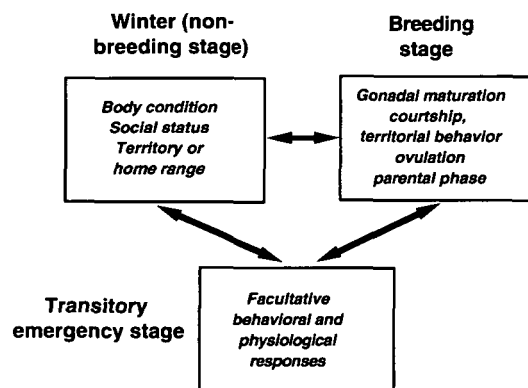 Winter (non-
breeding stage)
Breeding
stage
Body condition
Social status
Territory or
home range
Gonadal maturation
courtship,
territorial behavior
ovulation
parental phase
Transitory
emergency stage
Facultative
behavioral and
physiological
responses